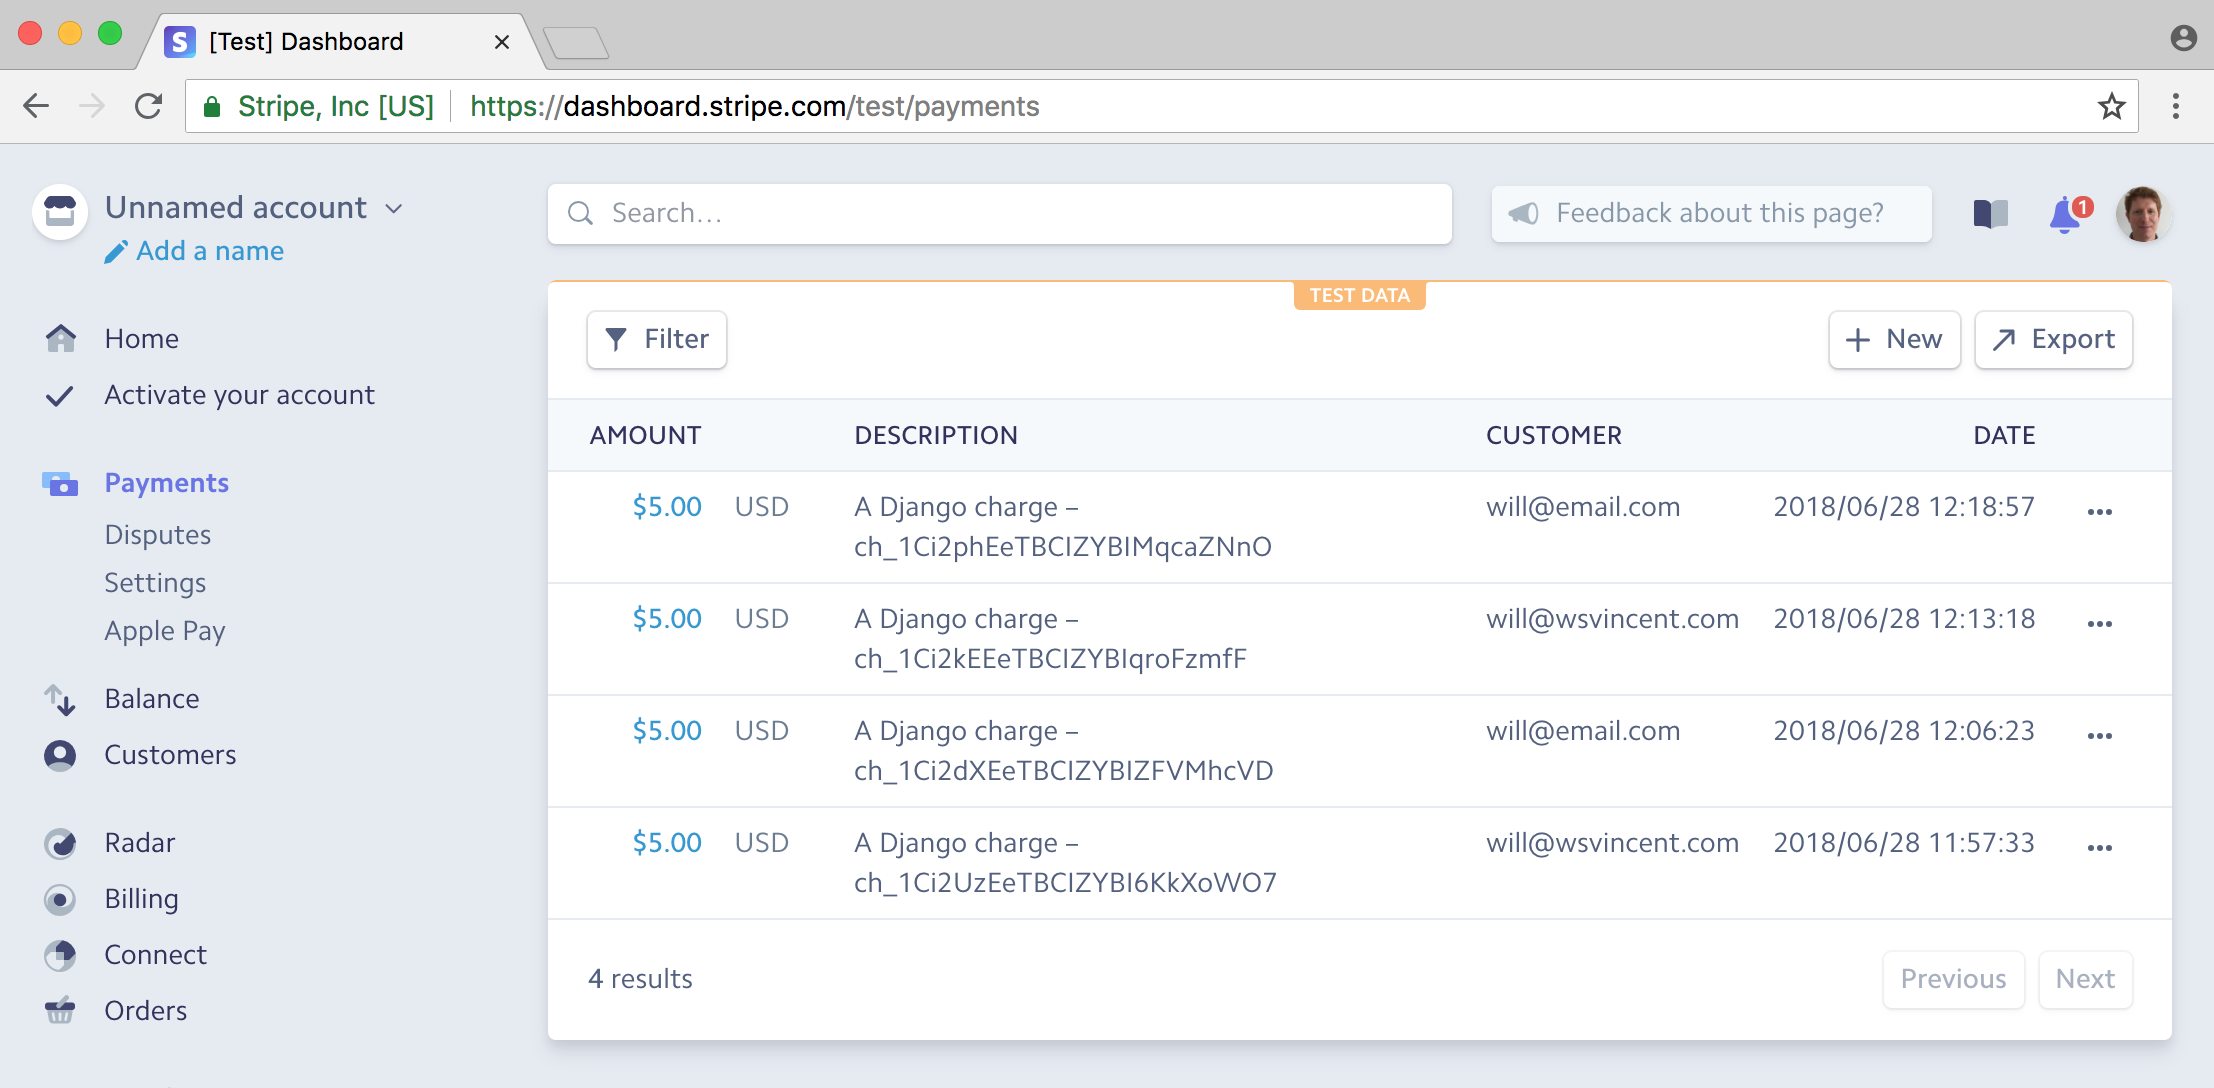 [Test] Dashboard
Stripe, Inc [US] https://dashboard.stripe.com/test/payments
Unnamed account
Add a name
Search…
Feedback about this page?
1
Home
Activate your account
Payments
Disputes
Settings
Apple Pay
Balance
Customers
Radar
Billing
Connect
Orders
TEST DATA
Filter
New
Export
AMOUNT DESCRIPTION CUSTOMER DATE
$5.00 USD A Django charge – will@email.com 2018/06/28 12:18:57
ch_1Ci2phEeTBCIZYBIMqcaZNnO
$5.00 USD A Django charge – will@wsvincent.com 2018/06/28 12:13:18
ch_1Ci2kEEeTBCIZYBIqroFzmfF
$5.00 USD A Django charge – will@email.com 2018/06/28 12:06:23
ch_1Ci2dXEeTBCIZYBIZFVMhcVD
$5.00 USD A Django charge – will@wsvincent.com 2018/06/28 11:57:33
ch_1Ci2UzEeTBCIZYBI6KkXoWO7
4 results
Previous
Next